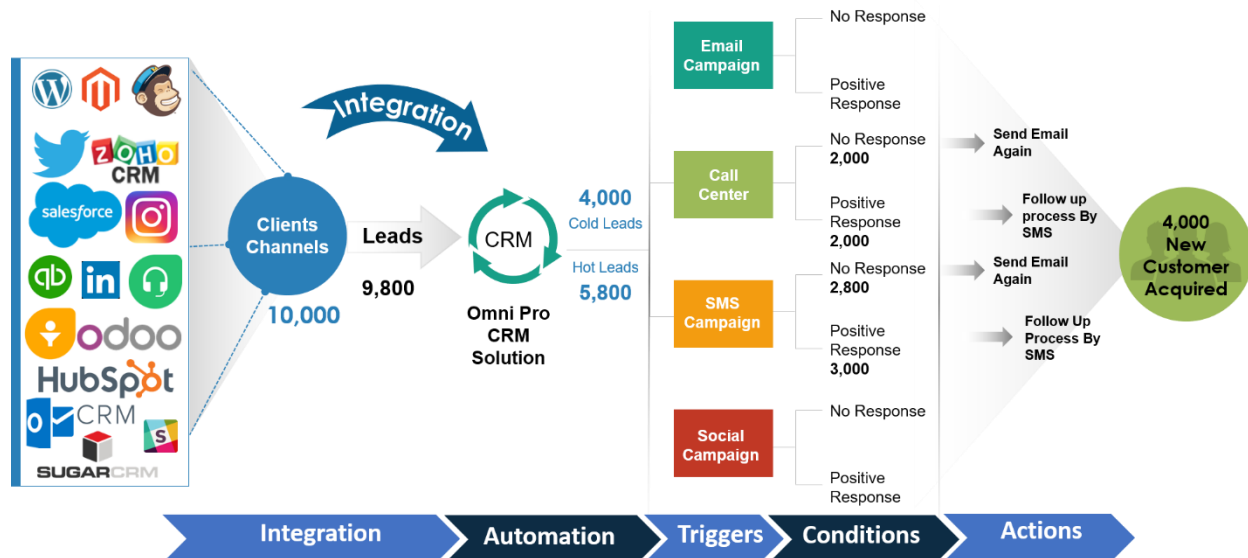 ZOHO
CRM
salesforce
qb
in
odoo
HubSpot
CRM
S
SUGARCRM
Clients
Channels
10,000
Integration
Leads
9,800
CRM
Omni Pro
CRM
Solution
4,000
Cold Leads
Hot Leads
5,800
Email
Campaign
No Response
Positive
Response
Call
Center
No Response
2,000
Positive
Response
2,000
SMS
Campaign
No Response
2,800
Positive
Response
3,000
Social
Campaign
No Response
Positive
Response
Send Email
Again
Follow up
process By
SMS
Send Email
Again
Follow Up
Process By
SMS
4,000
New
Customer
Acquired
Integration
Automation
Triggers
Conditions
Actions